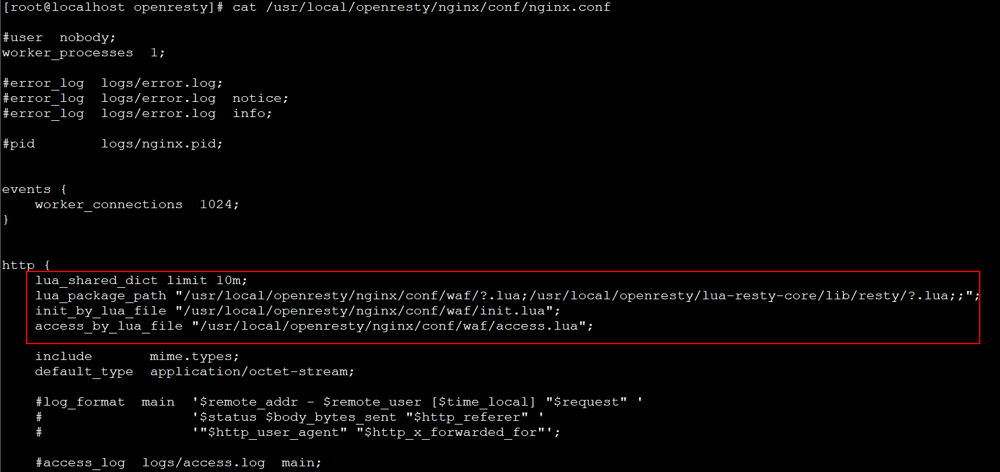 [root@localhost openresty]# cat /usr/local/openresty/nginx/conf/nginx.conf
#user  nobody;
worker_processes  1;
#error_log  logs/error.log;
#error_log  logs/error.log  notice;
#error_log  logs/error.log  info;
#pid        logs/nginx.pid;
events {
    worker_connections  1024;
}
http {
    lua_shared_dict limit 10m;
    lua_package_path "/usr/local/openresty/nginx/conf/waf/?.lua;/usr/local/openresty/lua-resty-core/lib/resty/?.lua;;";
    init_by_lua_file "/usr/local/openresty/nginx/conf/waf/init.lua";
    access_by_lua_file "/usr/local/openresty/nginx/conf/waf/access.lua";
    include       mime.types;
    default_type  application/octet-stream;
    #log_format  main  '$remote_addr - $remote_user [$time_local] "$request" '
    #                  '$status $body_bytes_sent "$http_referer" '
    #                  '"$http_user_agent" "$http_x_forwarded_for"';
    #access_log  logs/access.log  main;